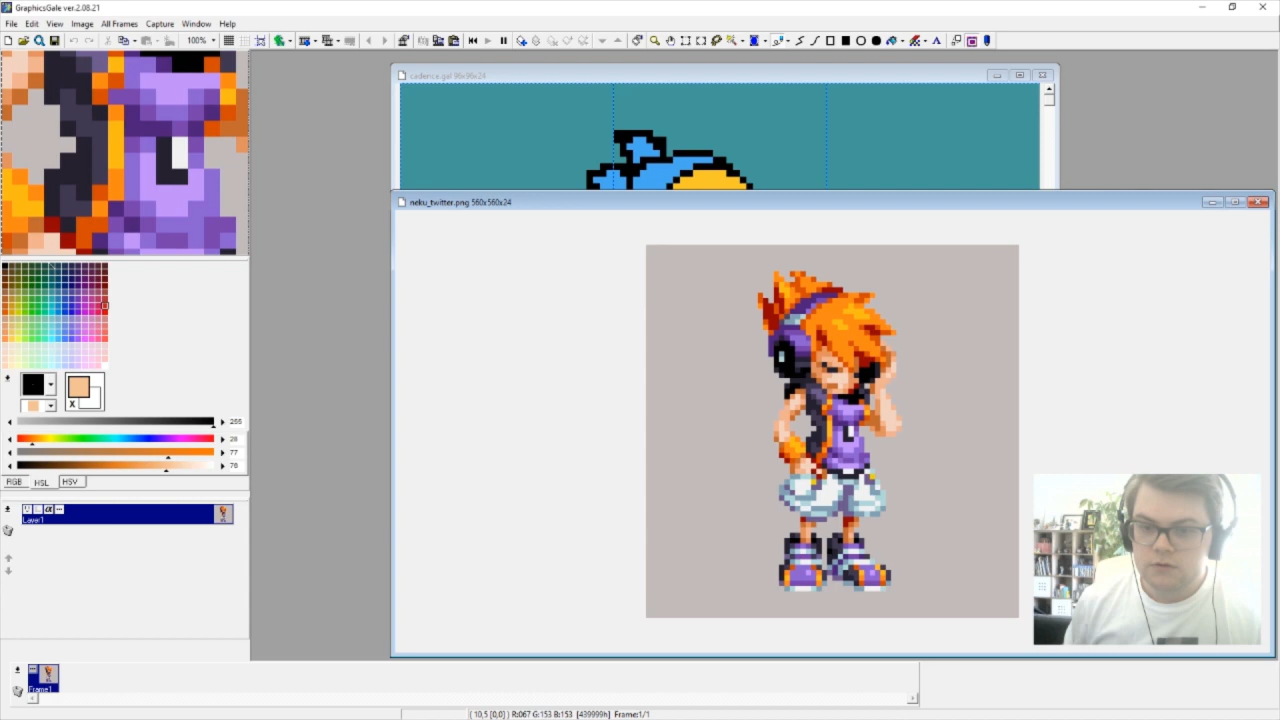 GraphicsGale ver.2.08.21
File Edit View Image All Frames Capture Window Help
100%
A
cadenca.gal 96x96x24
neku_twitter.png 560x560x24
X
255
28
77
78
RGB HSL HSV
α
Layer1
Frame1
( 10,5 [0,0] ) R:067 G:153 B:153 [439999h] Frame:1/1